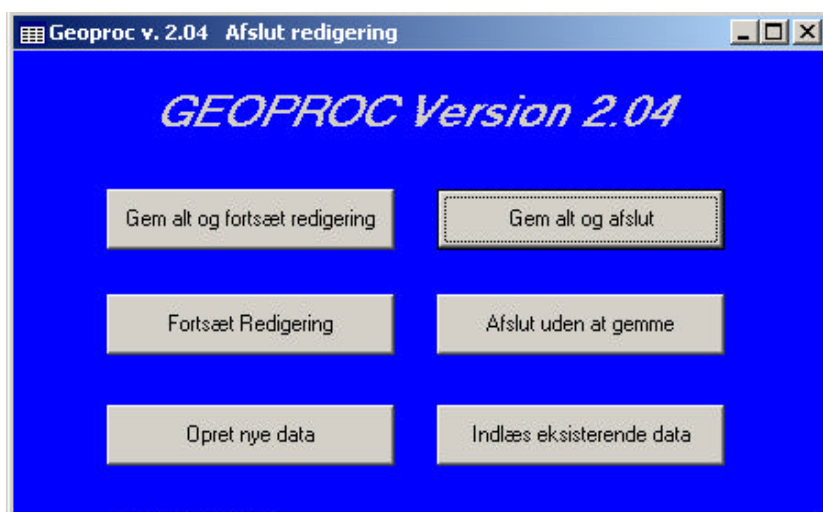 Geoproc v. 2.04 Afslut redigering
GEOPROC Version 2.04
Gem alt og fortsæt redigering
Gem alt og afslut
Fortsæt Redigering
Afslut uden at gemme
Opret nye data
Indlæs eksisterende data